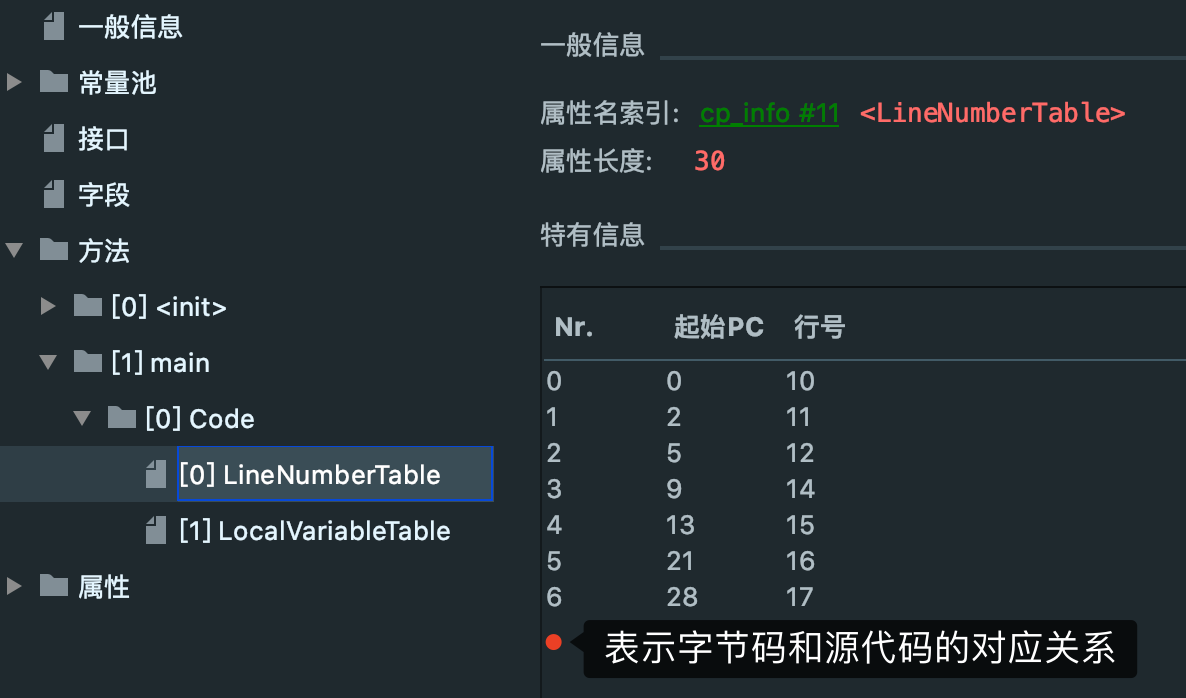 一般信息
常量池
接口
字段
方法
[0] <init>
[1] main
[0] Code
[0] LineNumberTable
[1] LocalVariableTable
属性
一般信息
属性名索引: cp_info #11 <LineNumberTable>
属性长度: 30
特有信息
Nr. 起始PC 行号
0 0 10
1 2 11
2 5 12
3 9 14
4 13 15
5 21 16
6 28 17
表示字节码和源代码的对应关系